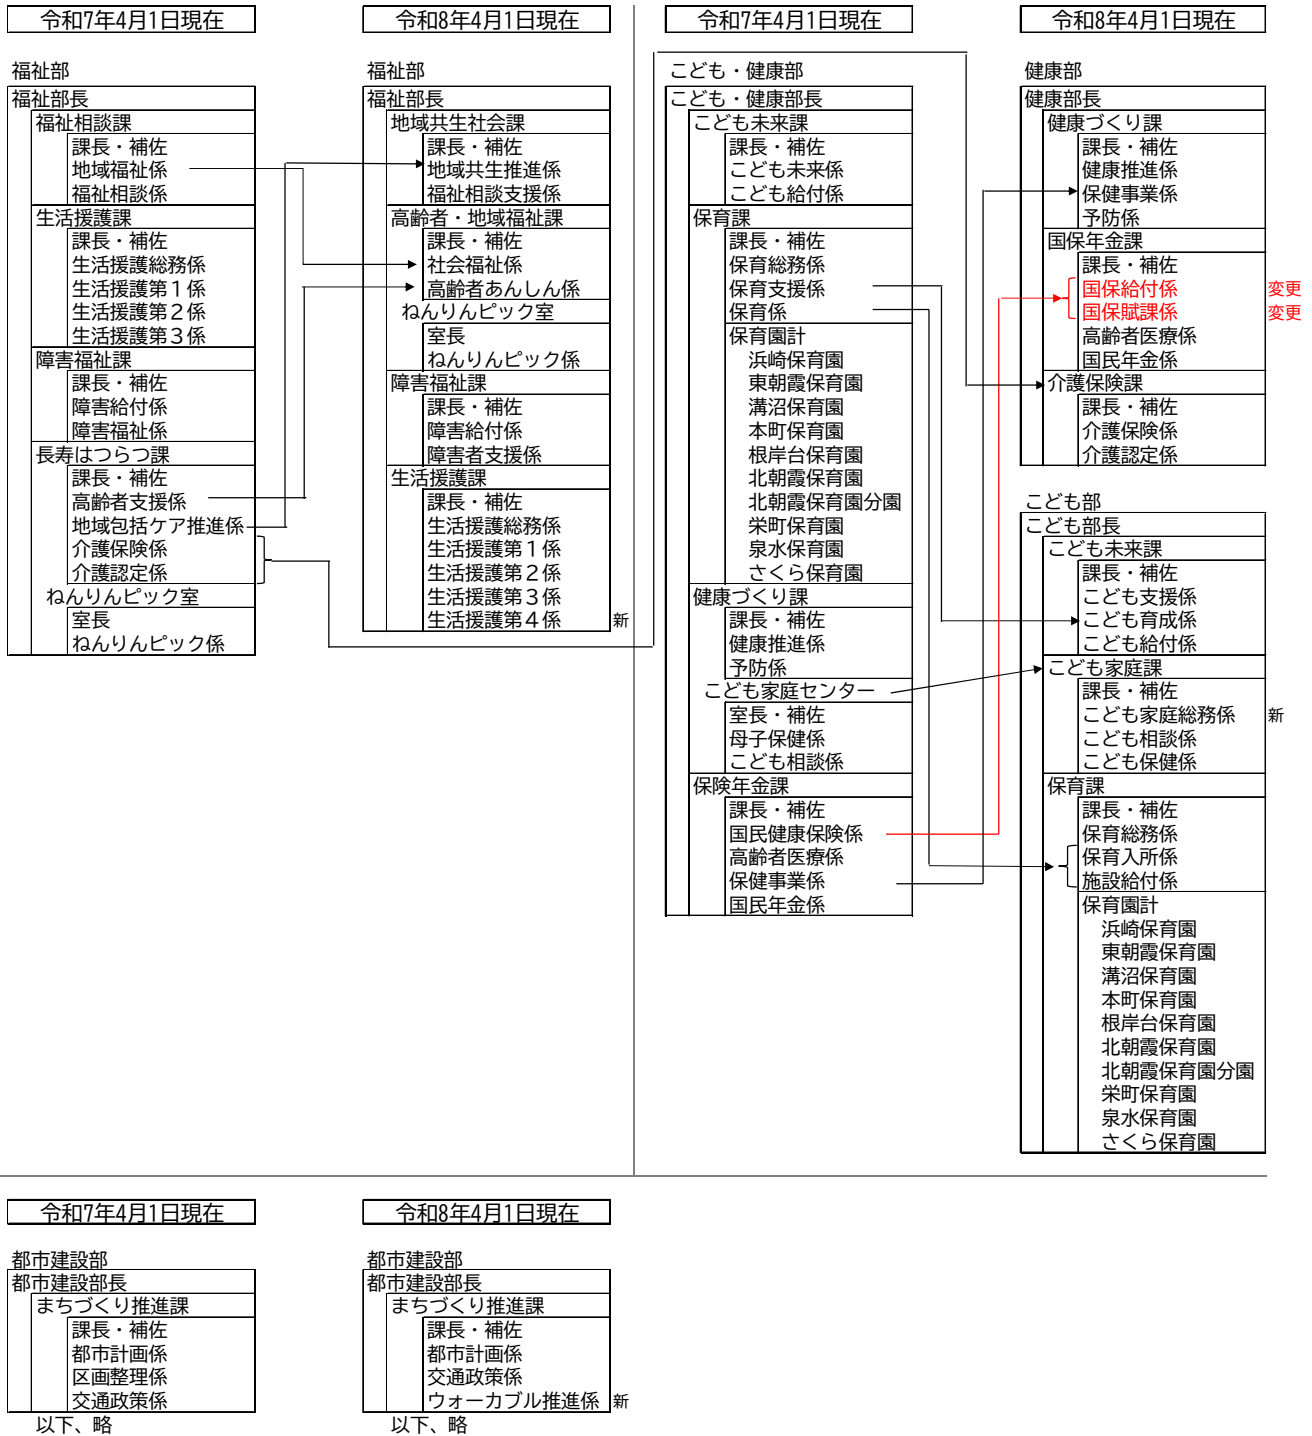 令和7年4月1日現在
福祉部
福祉部長
福祉相談課
課長・補佐
地域福祉係
福祉相談係
生活援護課
課長・補佐
生活援護総務係
生活援護第１係
生活援護第２係
生活援護第３係
障害福祉課
課長・補佐
障害給付係
障害福祉係
長寿はつらつ課
課長・補佐
高齢者支援係
地域包括ケア推進係
介護保険係
介護認定係
ねんりんピック室
室長
ねんりんピック係
令和8年4月1日現在
福祉部
福祉部長
地域共生社会課
課長・補佐
地域共生推進係
福祉相談支援係
高齢者・地域福祉課
課長・補佐
社会福祉係
高齢者あんしん係
ねんりんピック室
室長
ねんりんピック係
障害福祉課
課長・補佐
障害給付係
障害者支援係
生活援護課
課長・補佐
生活援護総務係
生活援護第１係
生活援護第２係
生活援護第３係
生活援護第４係 新
令和7年4月1日現在
こども・健康部
こども・健康部長
こども未来課
課長・補佐
こども未来係
こども給付係
保育課
課長・補佐
保育総務係
保育支援係
保育係
保育園計
浜崎保育園
東朝霞保育園
溝沼保育園
本町保育園
根岸台保育園
北朝霞保育園
北朝霞保育園分園
栄町保育園
泉水保育園
さくら保育園
健康づくり課
課長・補佐
健康推進係
予防係
こども家庭センター
室長・補佐
母子保健係
こども相談係
保険年金課
課長・補佐
国民健康保険係
高齢者医療係
保健事業係
国民年金係
令和8年4月1日現在
健康部
健康部長
健康づくり課
課長・補佐
健康推進係
保健事業係
予防係
国保年金課
課長・補佐
国保給付係 変更
国保賦課係 変更
高齢者医療係
国民年金係
介護保険課
課長・補佐
介護保険係
介護認定係
こども部
こども部長
こども未来課
課長・補佐
こども支援係
こども育成係
こども給付係
こども家庭課
課長・補佐
こども家庭総務係 新
こども相談係
こども保健係
保育課
課長・補佐
保育総務係
保育入所係
施設給付係
保育園計
浜崎保育園
東朝霞保育園
溝沼保育園
本町保育園
根岸台保育園
北朝霞保育園
北朝霞保育園分園
栄町保育園
泉水保育園
さくら保育園
令和7年4月1日現在
都市建設部
都市建設部長
まちづくり推進課
課長・補佐
都市計画係
区画整理係
交通政策係
以下、略
令和8年4月1日現在
都市建設部
都市建設部長
まちづくり推進課
課長・補佐
都市計画係
交通政策係
ウォーカブル推進係 新
以下、略